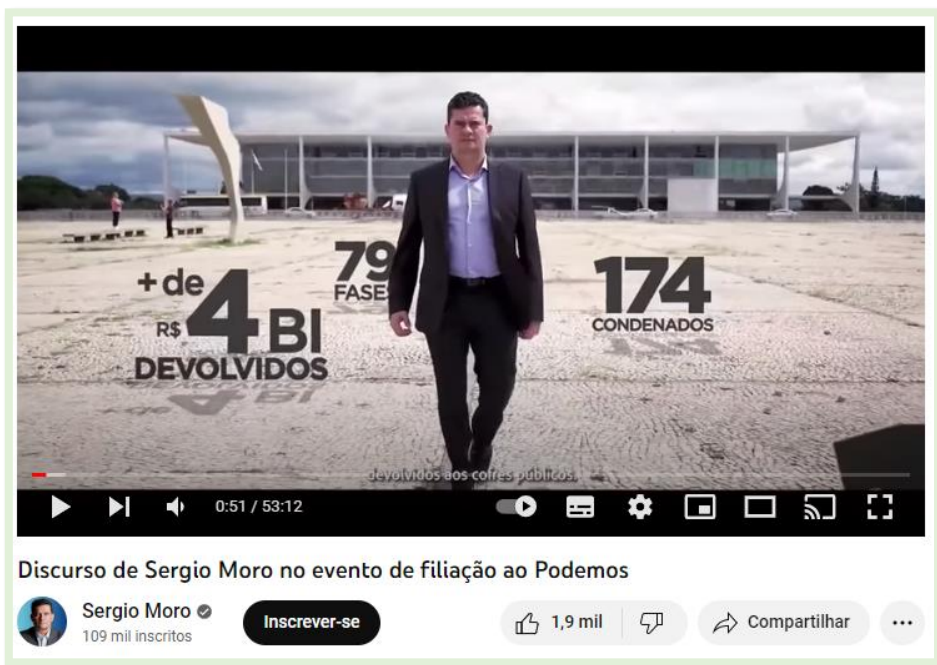 + de
R$ 4 BI
DEVOLVIDOS
79
FASES
174
CONDENADOS
devolvidos aos cofres públicos.
0:51 / 53:12
Discurso de Sergio Moro no evento de filiação ao Podemos
Sergio Moro
109 mil inscritos
Inscrever-se
1,9 mil
Compartilhar